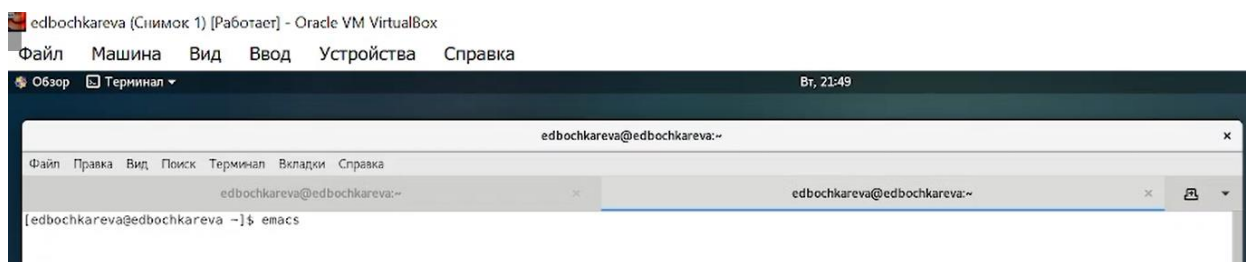 edbochkareva (Снимок 1) [Работает] - Oracle VM VirtualBox
Файл Машина Вид Ввод Устройства Справка
Обзор Терминал Вт, 21:49
edbochkareva@edbochkareva:~
Файл Правка Вид Поиск Терминал Вкладки Справка
edbochkareva@edbochkareva:~ edbochkareva@edbochkareva:~
[edbochkareva@edbochkareva ~]$ emacs